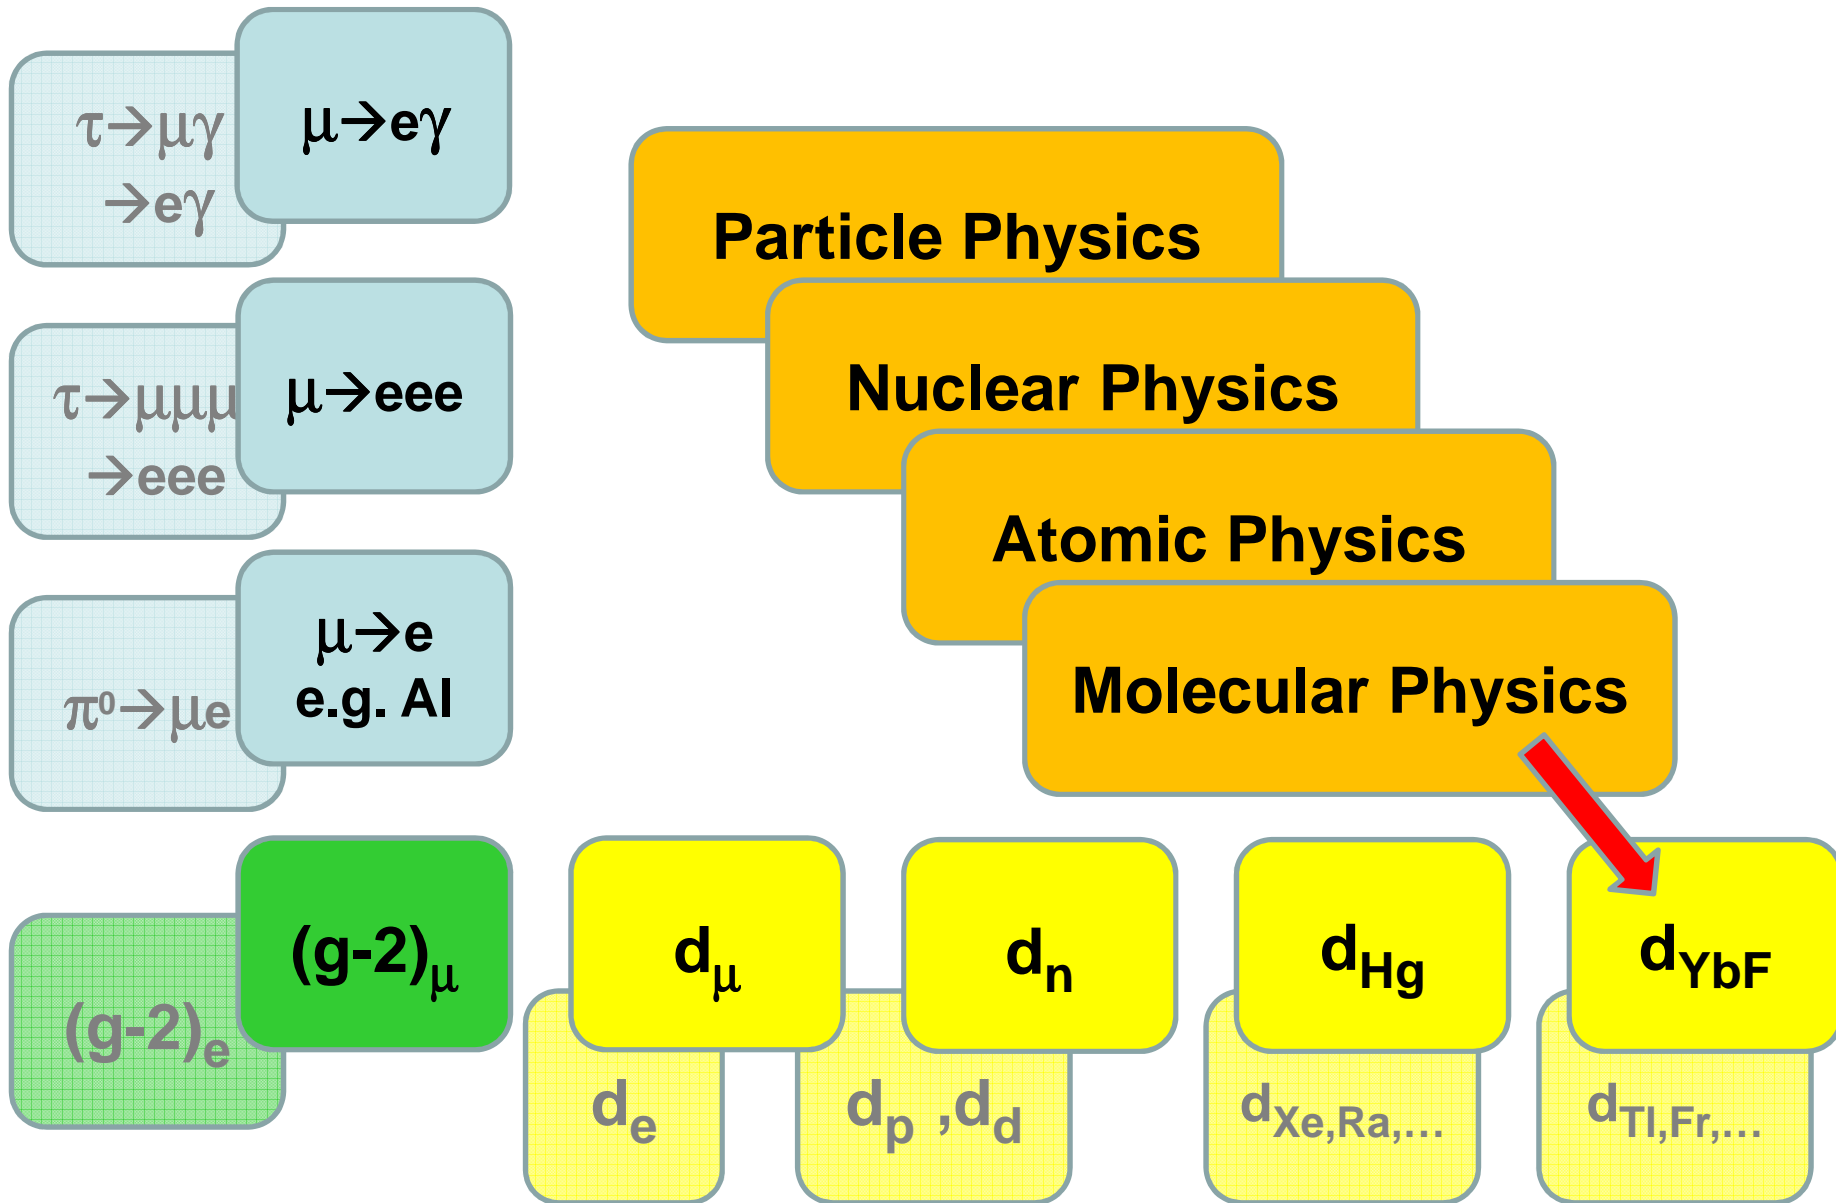 τ→μγ
→eγ
μ→eγ
τ→μμμ
→eee
μ→eee
π⁰→μe
μ→e
e.g. Al
Particle Physics
Nuclear Physics
Atomic Physics
Molecular Physics
(g-2)ₑ
(g-2)μ
dμ
dn
dHg
dYbF
de
dp ,dd
dXe,Ra,…
dTl,Fr,…